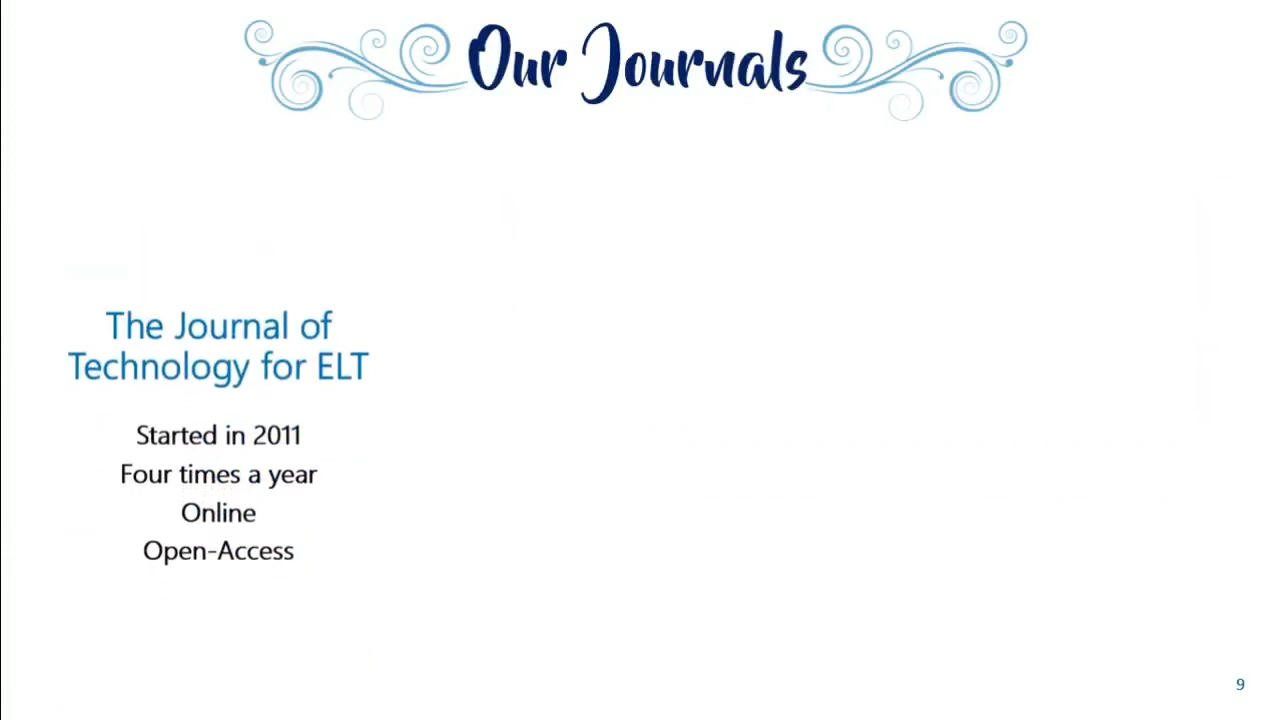 Our Journals
The Journal of
Technology for ELT
Started in 2011
Four times a year
Online
Open-Access
9